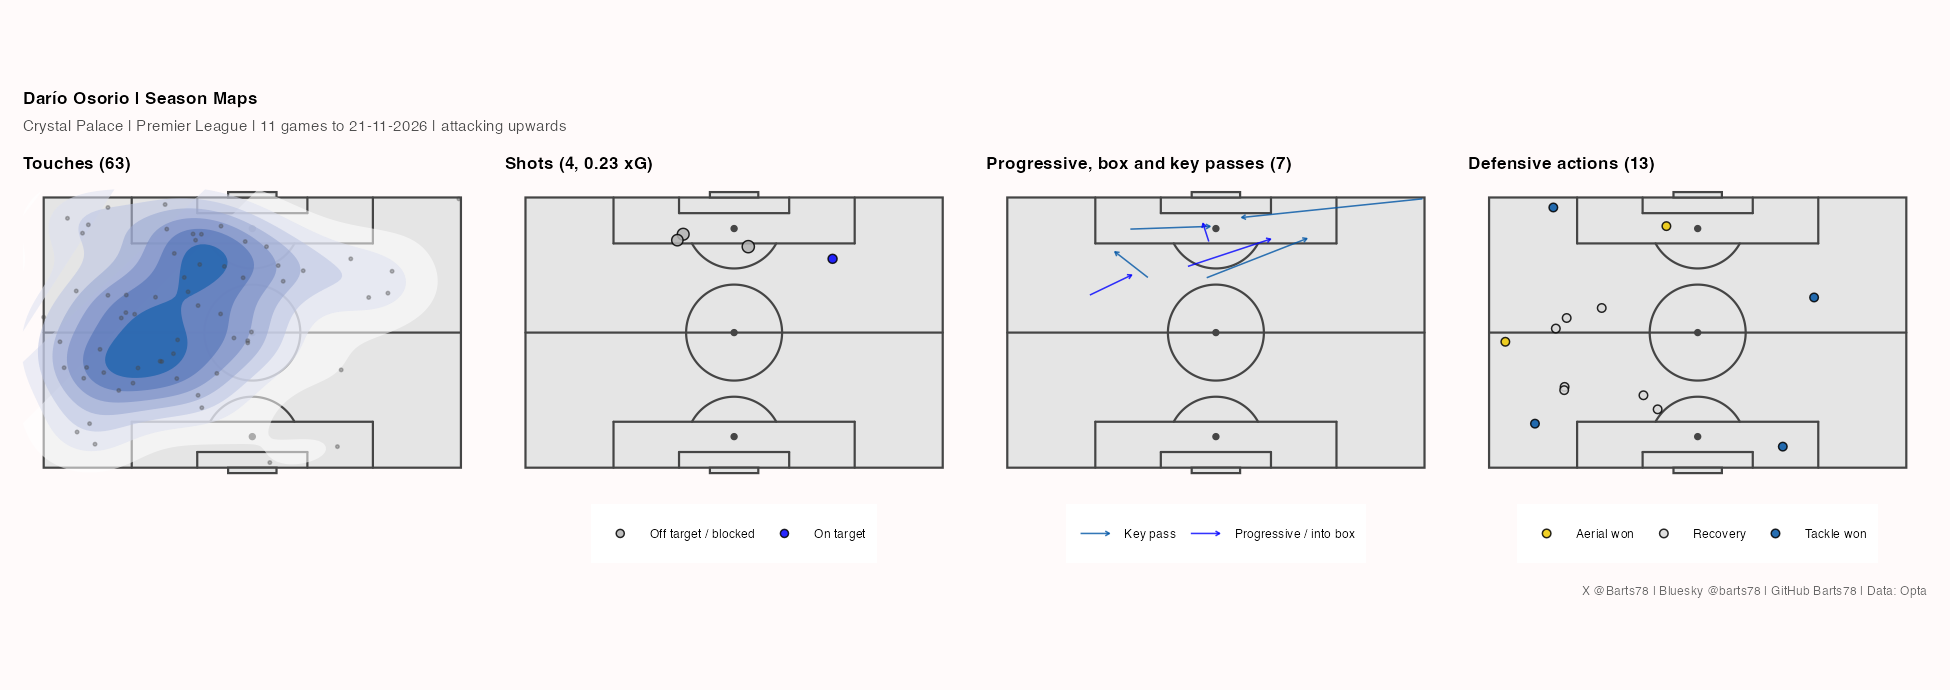 Darío Osorio | Season Maps
Crystal Palace | Premier League | 11 games to 21-11-2026 | attacking upwards
Touches (63)
Shots (4, 0.23 xG)
Progressive, box and key passes (7)
Defensive actions (13)
Off target / blocked
On target
Key pass
Progressive / into box
Aerial won
Recovery
Tackle won
X @Barts78 | Bluesky @barts78 | GitHub Barts78 | Data: Opta